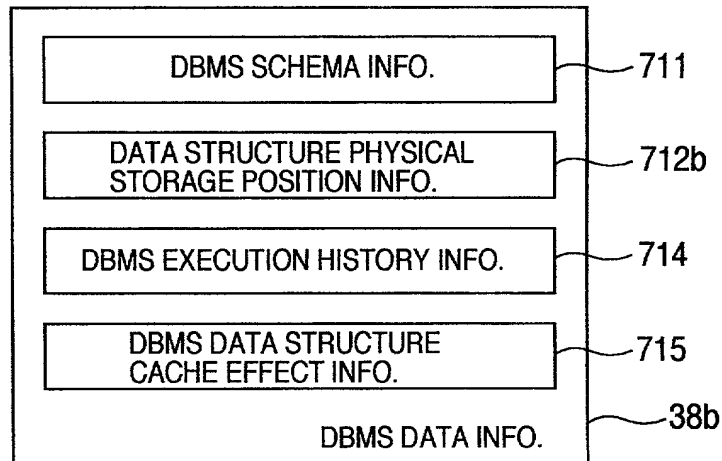 DBMS SCHEMA INFO.
711
DATA STRUCTURE PHYSICAL
STORAGE POSITION INFO.
712b
DBMS EXECUTION HISTORY INFO.
714
DBMS DATA STRUCTURE
CACHE EFFECT INFO.
715
DBMS DATA INFO.
38b